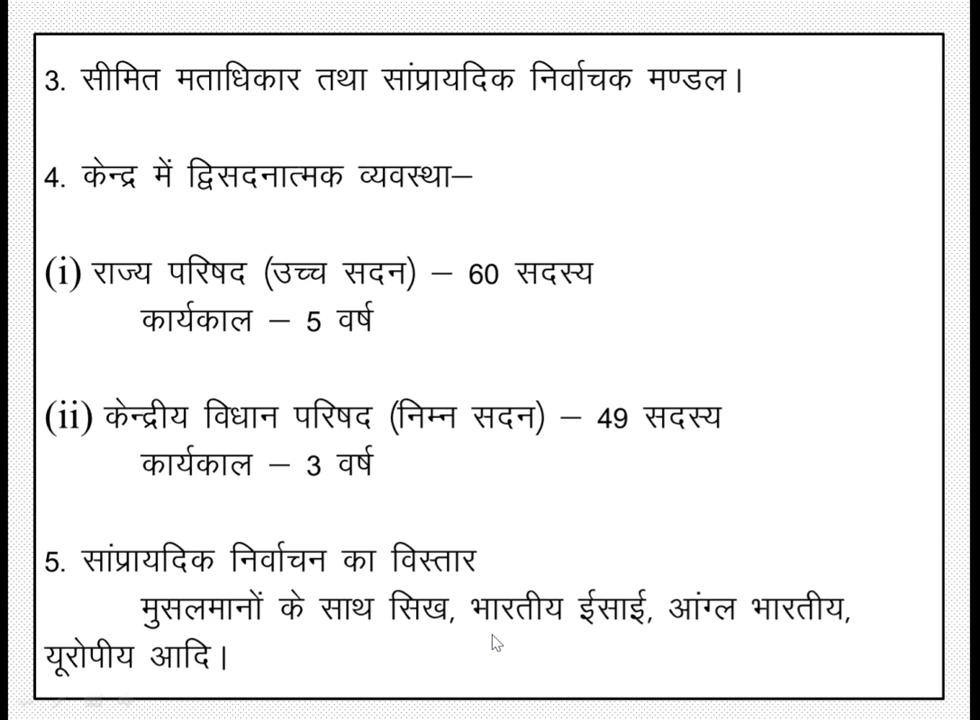 3. सीमित मताधिकार तथा सांप्रायदिक निर्वाचक मण्डल।
4. केन्द्र में द्विसदनात्मक व्यवस्था–
(i) राज्य परिषद (उच्च सदन) – 60 सदस्य
कार्यकाल – 5 वर्ष
(ii) केन्द्रीय विधान परिषद (निम्न सदन) – 49 सदस्य
कार्यकाल – 3 वर्ष
5. सांप्रायदिक निर्वाचन का विस्तार
मुसलमानों के साथ सिख, भारतीय ईसाई, आंग्ल भारतीय,
यूरोपीय आदि।